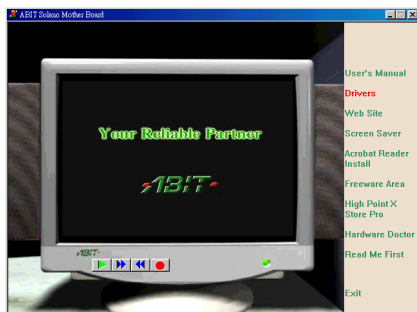 ABIT Solano Mother Board
User's Manual
Drivers
Web Site
Screen Saver
Acrobat Reader
Install
Freeware Area
High Point X
Store Pro
Hardware Doctor
Read Me First
Exit
Your Reliable Partner
ABIT
ABIT